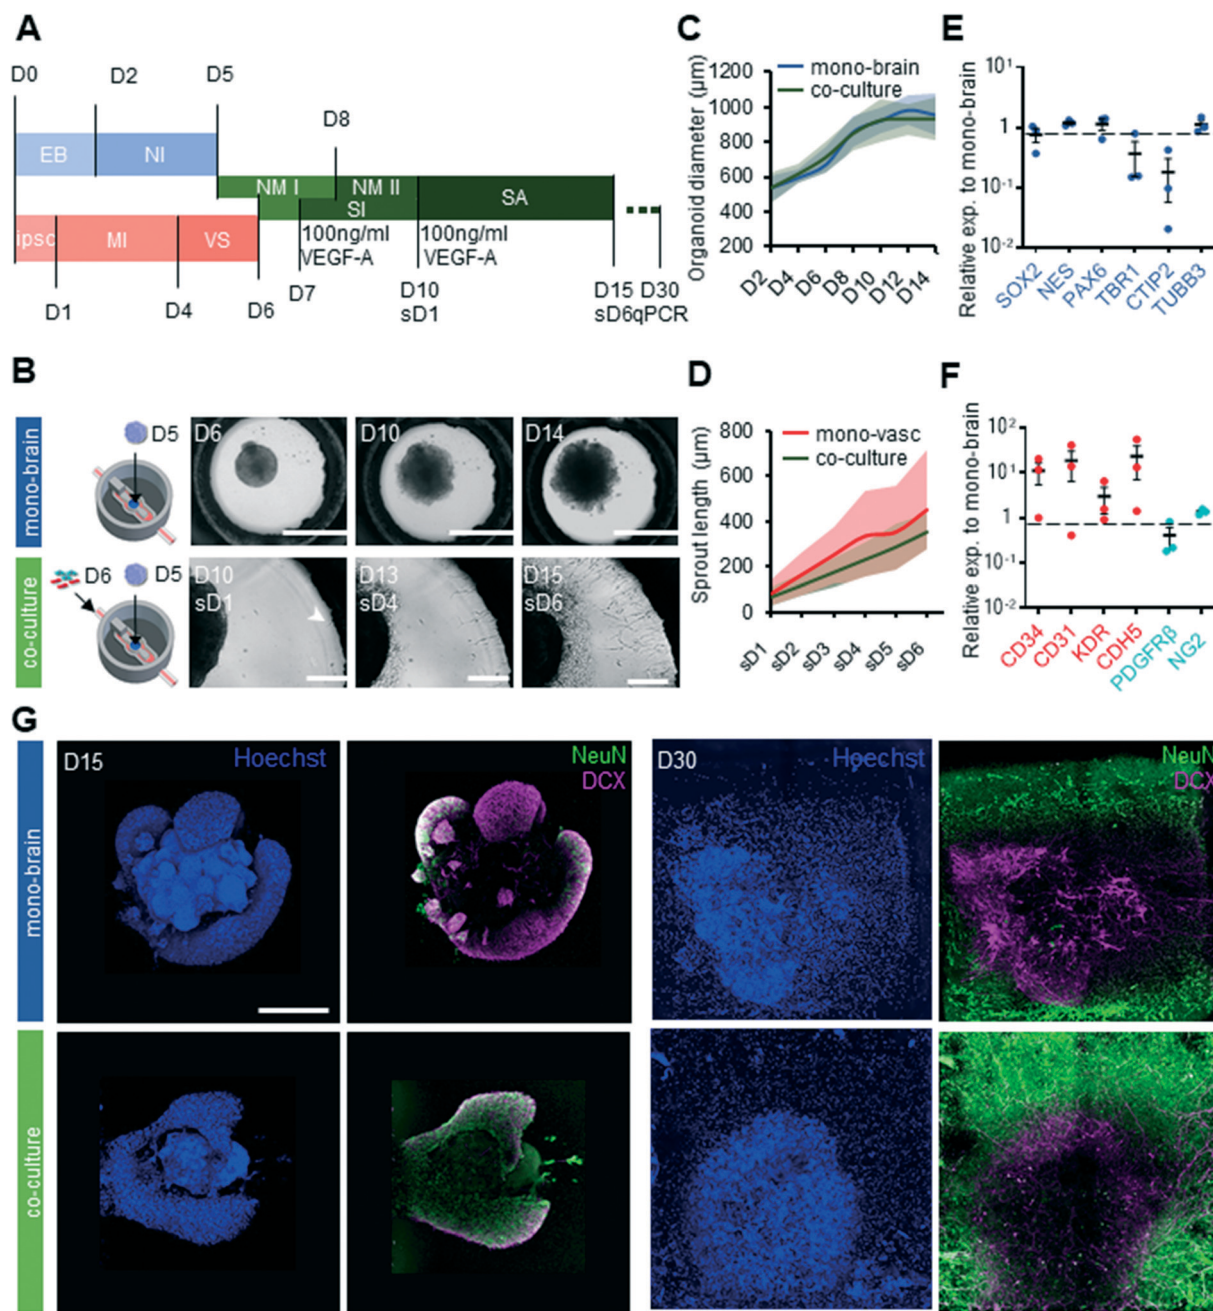 A
D0
D2
D5
D8
EB
NI
NM I
NM II
SI
SA
ipsc
MI
VS
100ng/ml
VEGF-A
100ng/ml
VEGF-A
D1
D4
D6
D7
D10
sD1
D15
sD6
D30
qPCR
B
mono-brain
D5
D6
D10
D14
co-culture
D6
D5
D10
sD1
D13
sD4
D15
sD6
C
Organoid diameter (µm)
mono-brain
co-culture
1200
1000
800
600
400
200
D2
D4
D6
D8
D10
D12
D14
D
Sprout length (µm)
mono-vasc
co-culture
800
600
400
200
0
sD1
sD2
sD3
sD4
sD5
sD6
E
Relative exp. to mono-brain
10¹
1
10⁻¹
10⁻²
SOX2
NES
PAX6
TBR1
CTIP2
TUBB3
F
Relative exp. to mono-brain
10²
10¹
1
10⁻¹
10⁻²
CD34
CD31
KDR
CDH5
PDGFRβ
NG2
G
mono-brain
D15
Hoechst
NeuN
DCX
D30
Hoechst
NeuN
DCX
co-culture